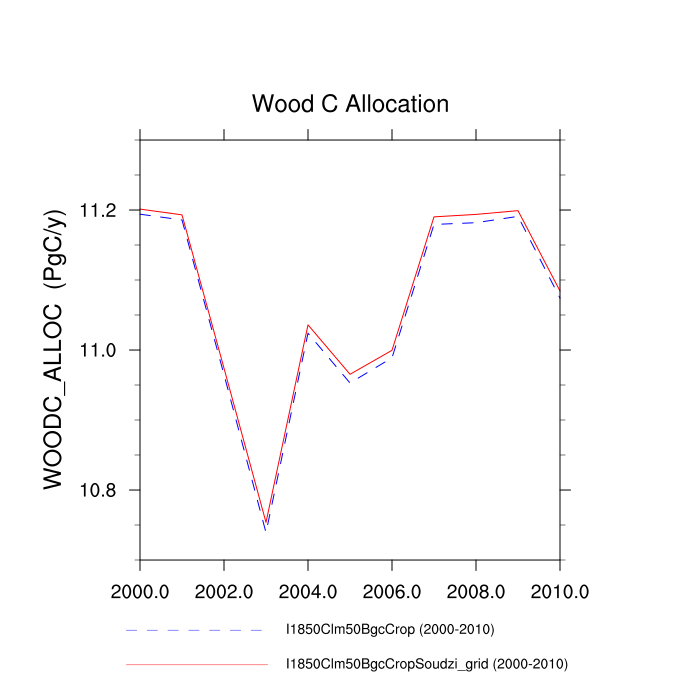 Wood C Allocation
WOODC_ALLOC (PgC/y)
11.2
11.0
10.8
2000.0 2002.0 2004.0 2006.0 2008.0 2010.0
I1850Clm50BgcCrop (2000-2010)
I1850Clm50BgcCropSoudzi_grid (2000-2010)